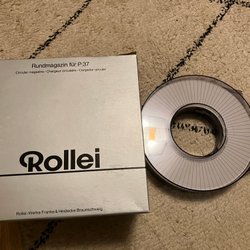 Rundmagazin für P 37
Circular magazine · Chargeur circulaire · Cargador circular
Rollei
Rollei-Werke Franke & Heidecke Braunschweig